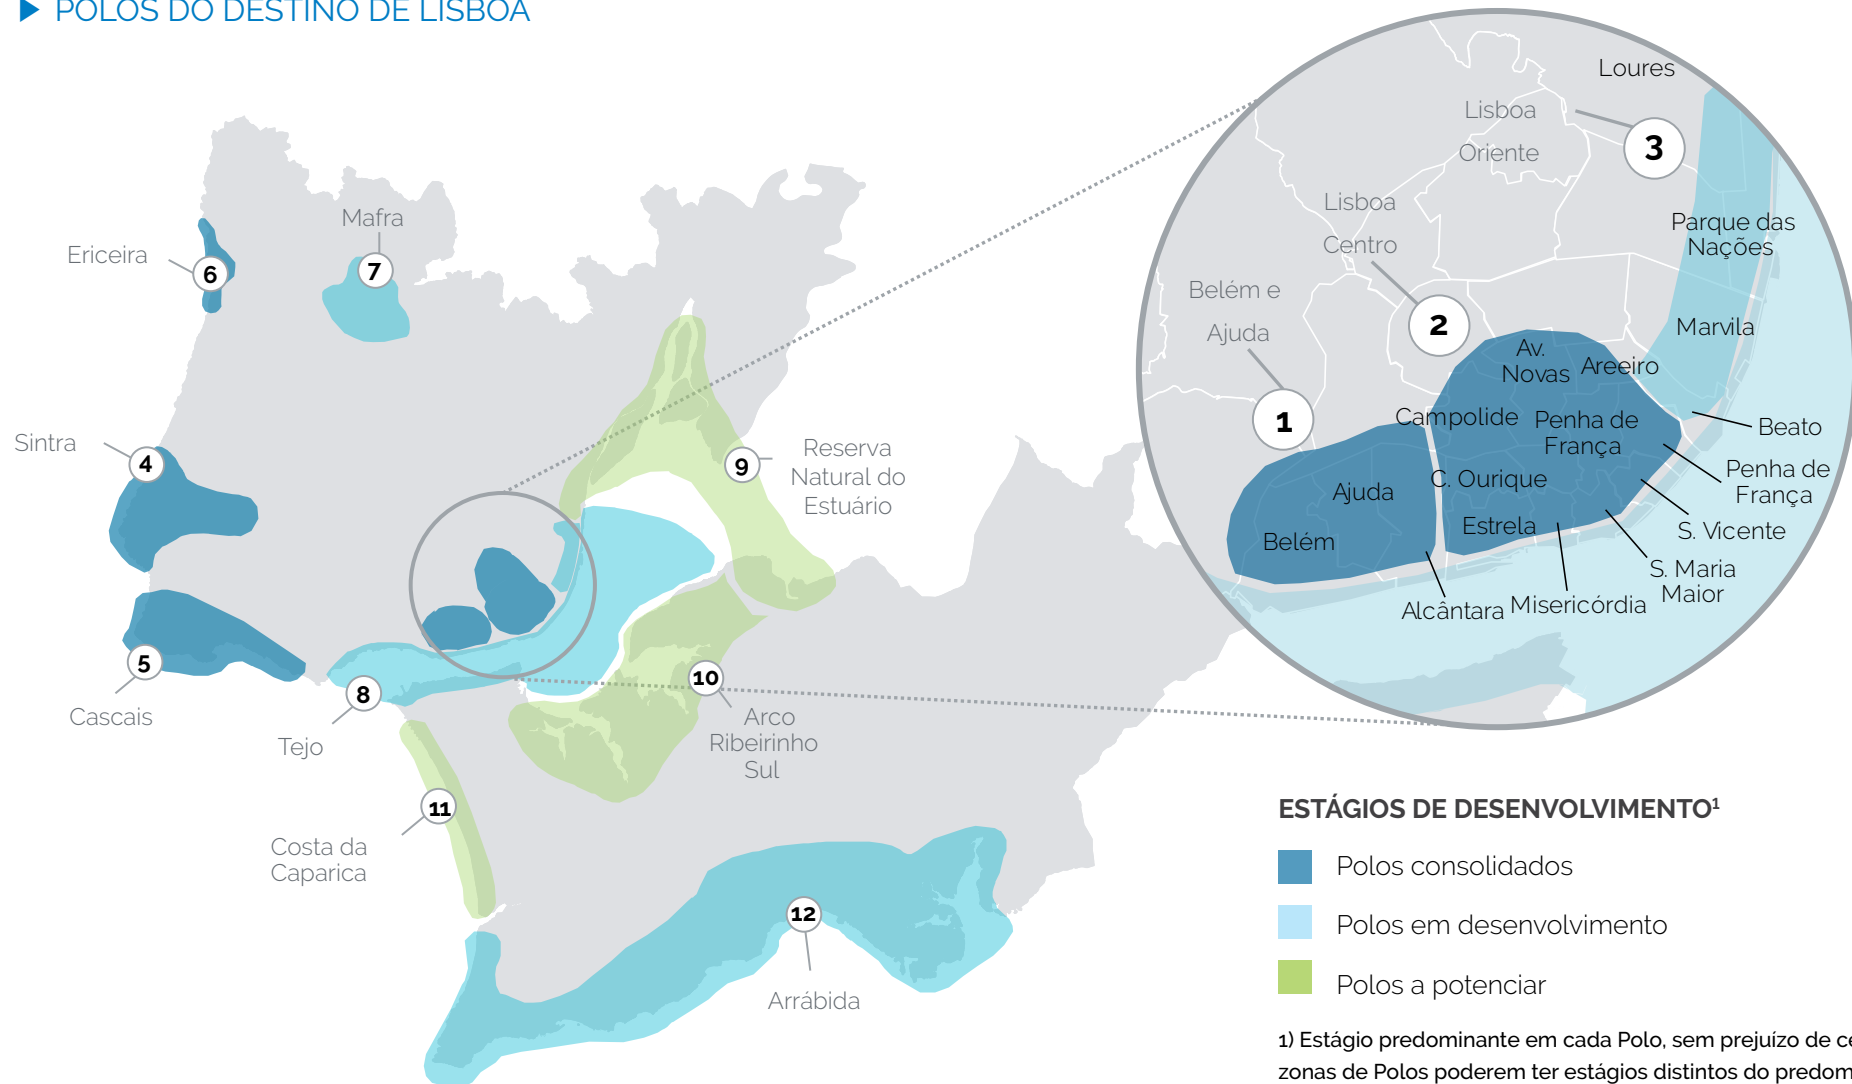 POLOS DO DESTINO DE LISBOA
Loures
Lisboa
Oriente
3
Lisboa
Centro
2
Parque das
Nações
Belém e
Ajuda
1
Marvila
Av.
Novas
Areeiro
Campolide
Penha de
França
Beato
Penha de
França
C. Ourique
Ajuda
Estrela
Belém
S. Vicente
S. Maria
Maior
Alcântara
Misericórdia
Mafra
7
Ericeira
6
Sintra
4
Reserva
Natural do
Estuário
9
5
Cascais
8
Tejo
10
Arco
Ribeirinho
Sul
11
Costa da
Caparica
12
Arrábida
ESTÁGIOS DE DESENVOLVIMENTO¹
Polos consolidados
Polos em desenvolvimento
Polos a potenciar
1) Estágio predominante em cada Polo, sem prejuízo de
zonas de Polos poderem ter estágios distintos do